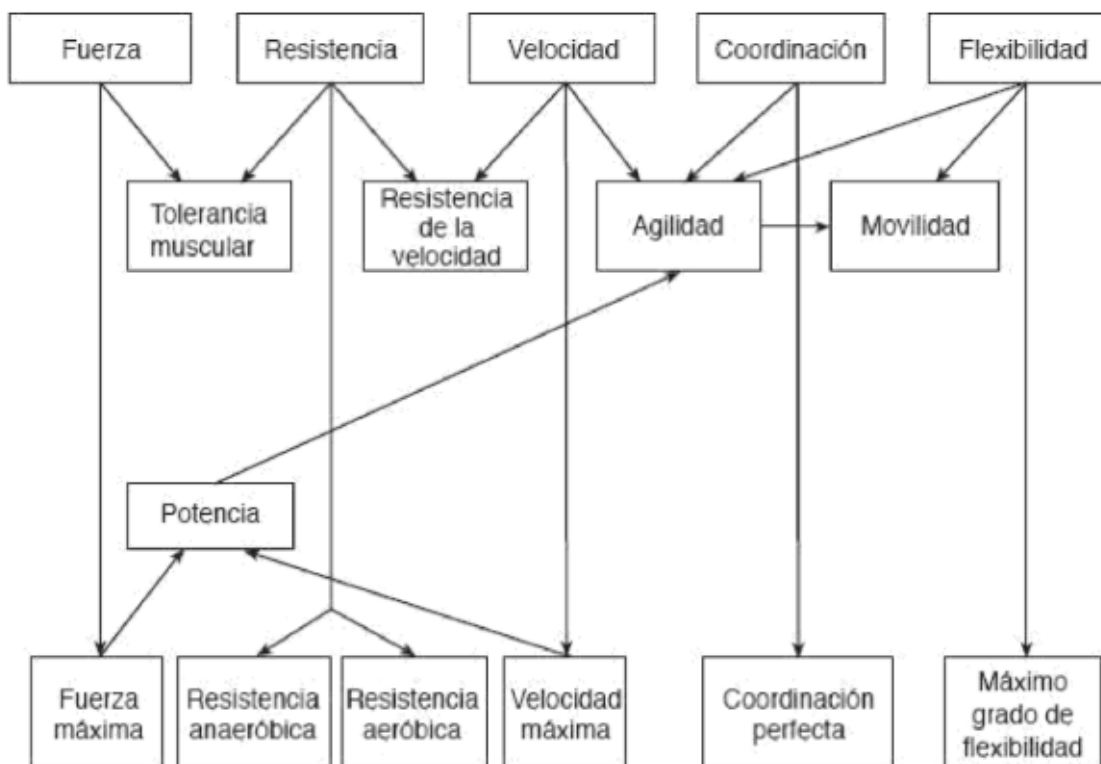 Fuerza
Resistencia
Velocidad
Coordinación
Flexibilidad
Tolerancia
muscular
Resistencia
de la
velocidad
Agilidad
Movilidad
Potencia
Fuerza
máxima
Resistencia
anaeróbica
Resistencia
aeróbica
Velocidad
máxima
Coordinación
perfecta
Máximo
grado de
flexibilidad